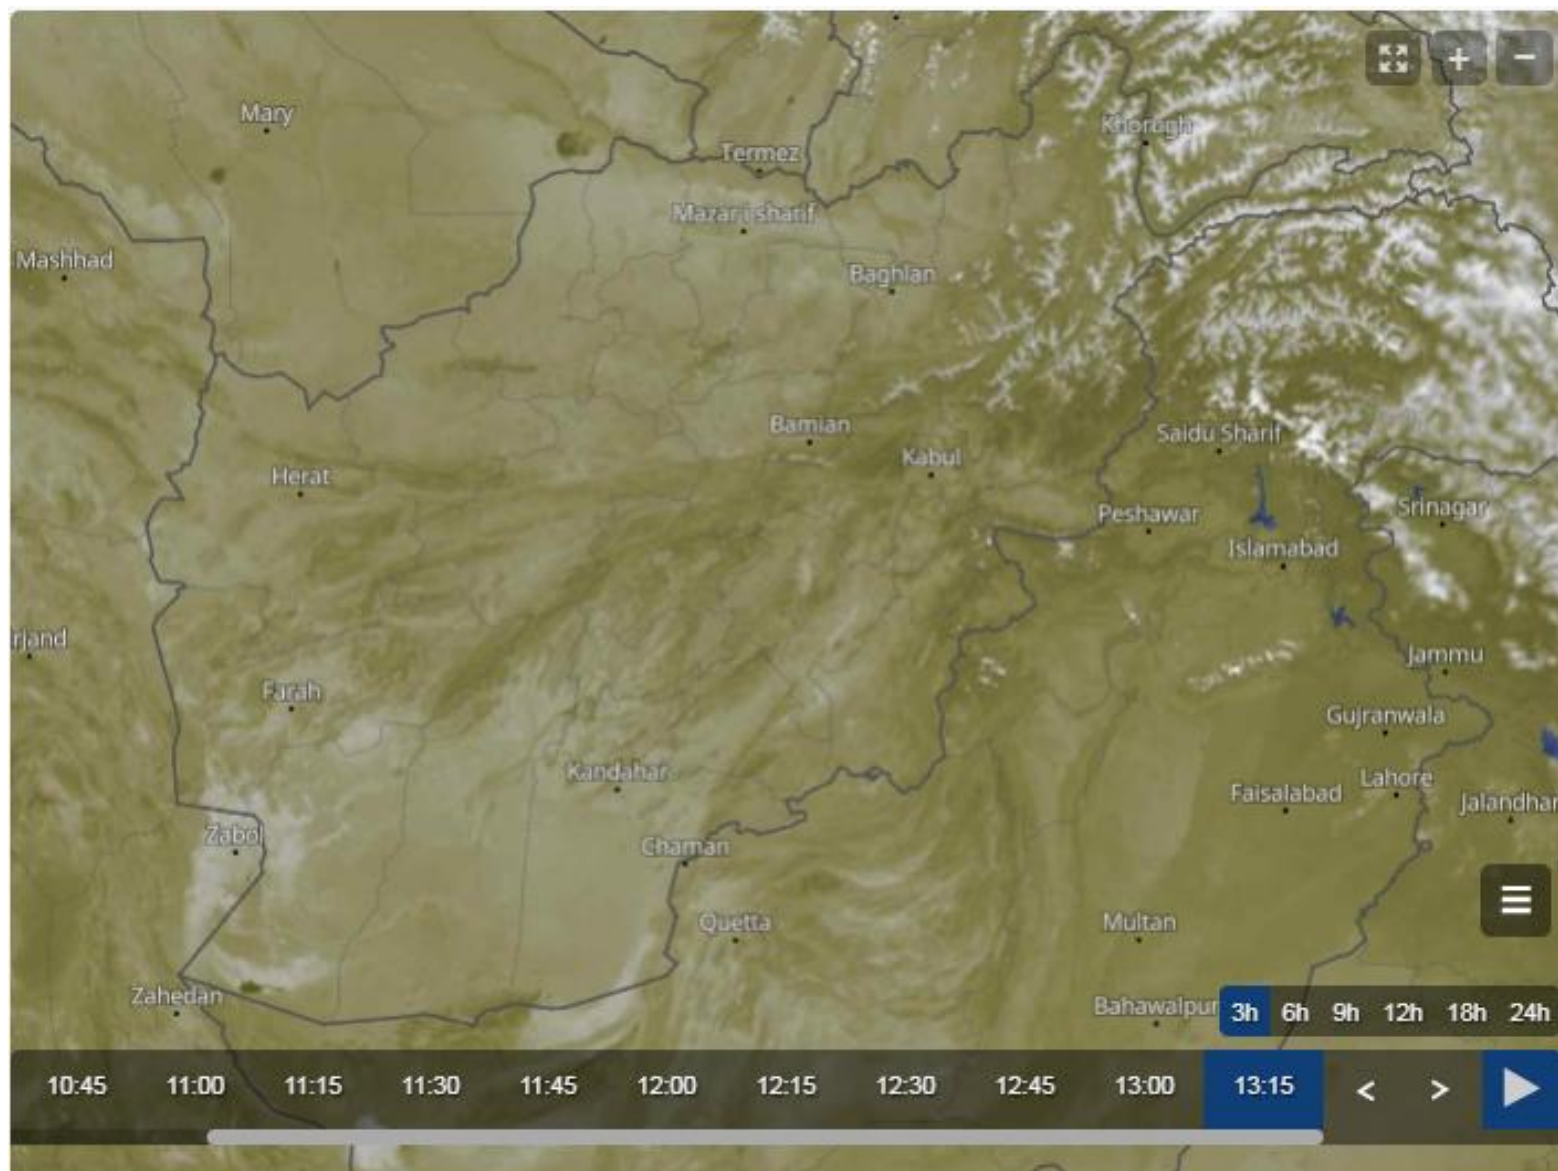 + −
Mary
Khorugh
Termez
Mazar i sharif
Mashhad
Baghlan
Bamian
Saidu Sharif
Kabul
Herat
Srinagar
Peshawar
Islamabad
rjand
Jammu
Farah
Gujranwala
Kandahar
Lahore
Faisalabad
Jalandhar
Zabol
Chaman
Quetta
Multan
Zahedan
Bahawalpur
3h 6h 9h 12h 18h 24h
10:45 11:00 11:15 11:30 11:45 12:00 12:15 12:30 12:45 13:00 13:15 < >